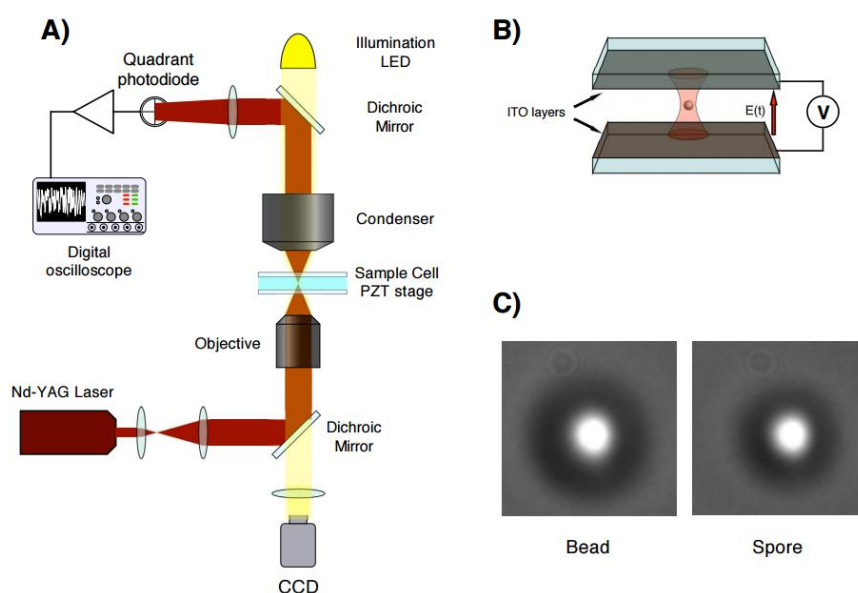 A)
Illumination
LED
Quadrant
photodiode
Dichroic
Mirror
Digital
oscilloscope
Condenser
Sample Cell
PZT stage
Objective
Nd-YAG Laser
Dichroic
Mirror
CCD
B)
ITO layers
E(t)
V
C)
Bead
Spore